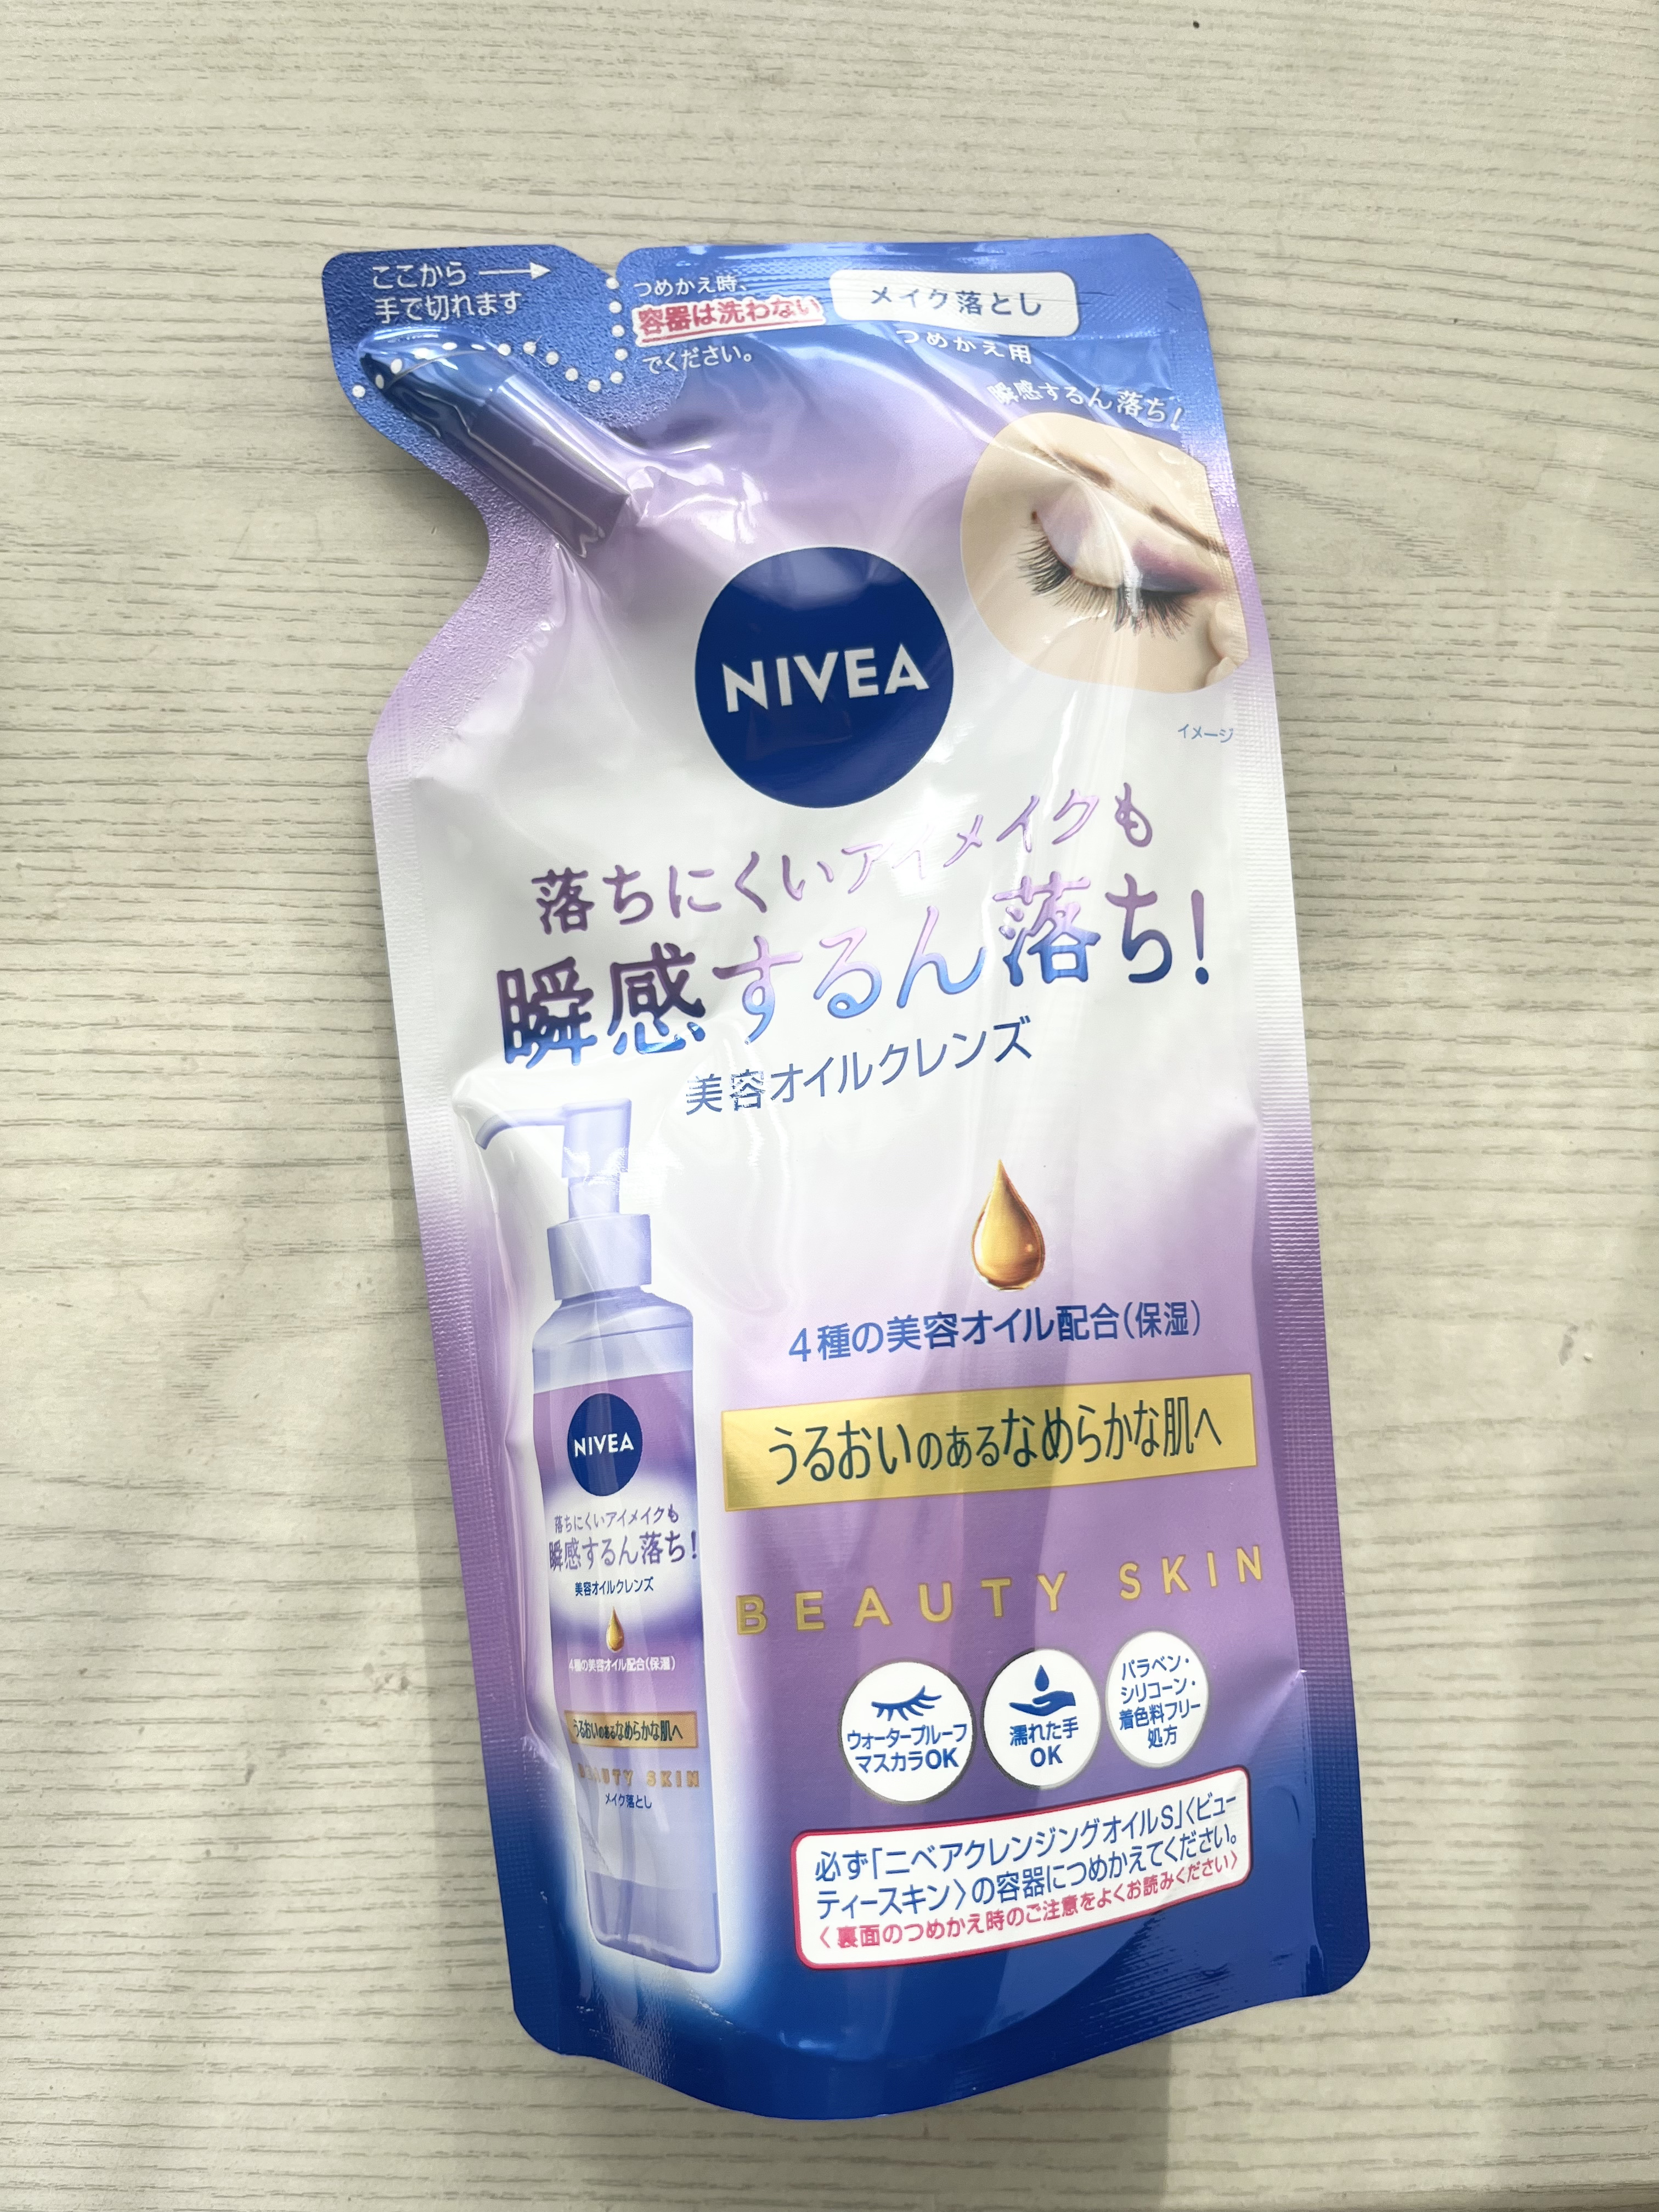 ここから
手で切れます
つめかえ時、
容器は洗わない
でください。
メイク落とし
つめかえ用
瞬感するん落ち!
NIVEA
イメージ
落ちにくいアイメイクも
瞬感するん落ち!
美容オイルクレンズ
4種の美容オイル配合(保湿)
うるおいのあるなめらかな肌へ
BEAUTY SKIN
NIVEA
落ちにくいアイメイクも
瞬感するん落ち!
美容オイルクレンズ
4種の美容オイル配合(保湿)
うるおいのあるなめらかな肌へ
BEAUTY SKIN
メイク落とし
ウォータープルーフ
マスカラOK
濡れた手
OK
パラベン・
シリコーン・
着色料フリー
処方
必ず「ニベアクレンジングオイルS」〈ビュー
ティースキン〉の容器につめかえてください。
〈裏面のつめかえ時のご注意をよくお読みください〉